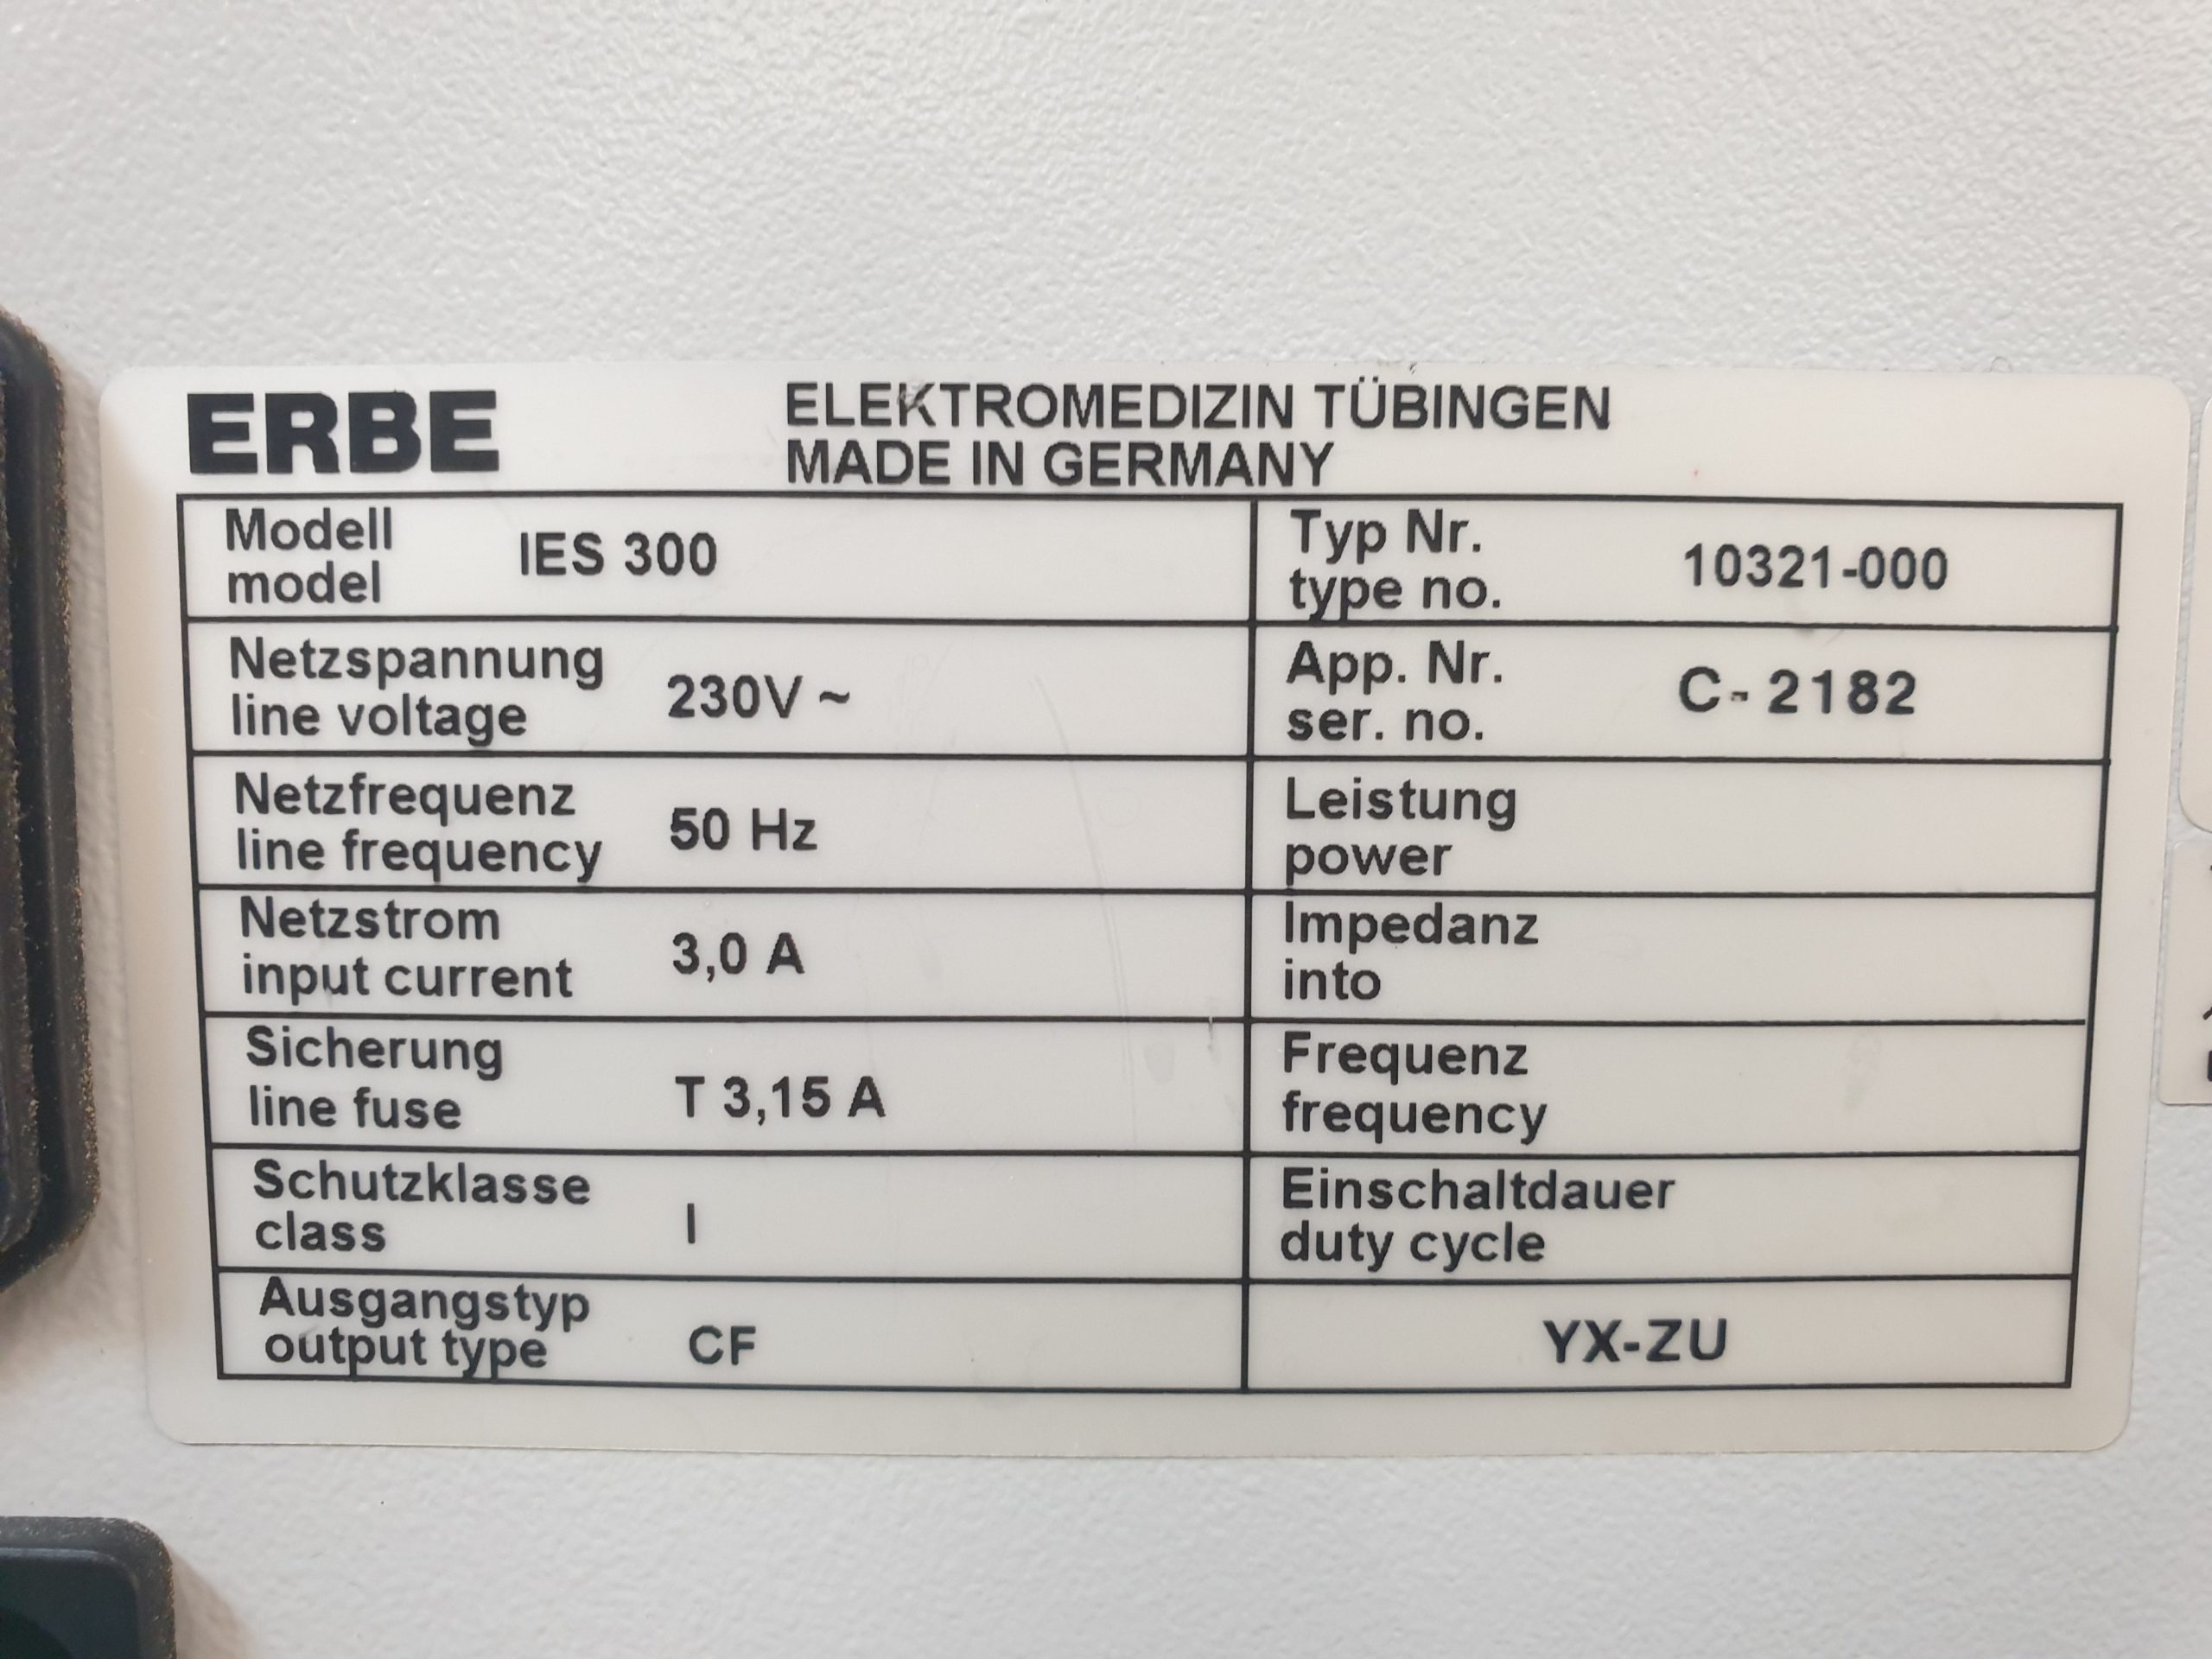 ERBE
ELEKTROMEDIZIN TÜBINGEN
MADE IN GERMANY
Modell
model
IES 300
Typ Nr.
type no.
10321-000
Netzspannung
line voltage
230V ~
App. Nr.
ser. no.
C- 2182
Netzfrequenz
line frequency
50 Hz
Leistung
power
Netzstrom
input current
3,0 A
Impedanz
into
Sicherung
line fuse
T 3,15 A
Frequenz
frequency
Schutzklasse
class
I
Einschaltdauer
duty cycle
Ausgangstyp
output type
CF
YX-ZU